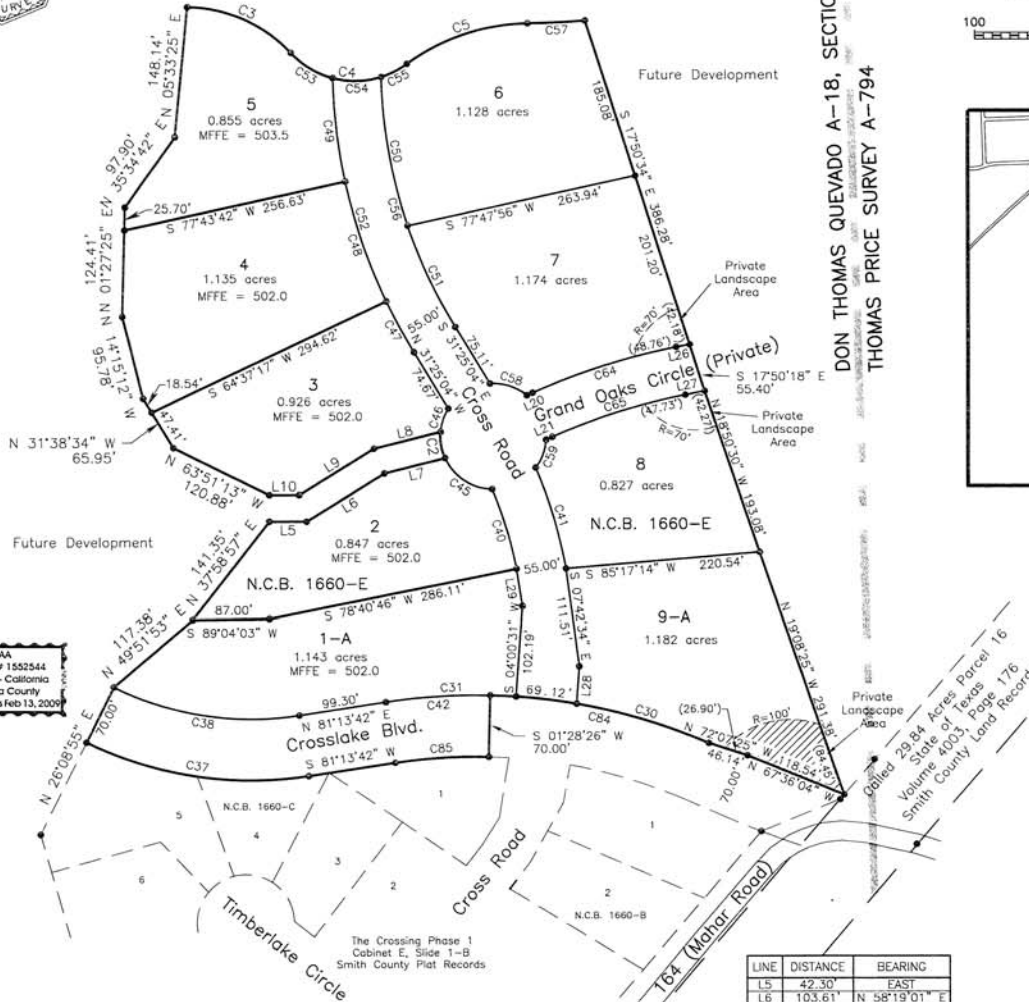 SURVE
C3
C5
C57
C53
C4
C54
C55
148.14'
N 05°33'25" E
5
0.855 acres
MFFE = 503.5
6
1.128 acres
Future Development
185.08'
100
DON THOMAS QUEVADO A-18, SECTIO
THOMAS PRICE SURVEY A-794
97.90'
N 35°34'42" E
C49
C50
25.70'
S 77°43'42" W 256.63'
S 17°50'34" E 386.28'
S 77°47'56" W 263.94'
C56
C52
C48
124.41'
N 01°27'25" E
4
1.135 acres
MFFE = 502.0
7
1.174 acres
201.20'
Private
Landscape
Area
C51
C47
55.00'
75.11'
S 31°25'04" E
N 31°25'04" W
74.67'
R=70'
(42.18')
(48.76')
L26
95.78'
N 14°15'12" W
18.54'
S 64°37'17" W 294.62'
3
0.926 acres
MFFE = 502.0
C58
C64
L20
Grand Oaks Circle (Private)
L27
S 17°50'18" E
55.40'
C65
(47.73')
R=70'
(42.27')
Private
Landscape
Area
47.41'
N 31°38'34" W
65.95'
Cross Road
C46
L8
L21
C59
C2
L9
L7
N 63°51'13" W
120.88'
L10
L5
L6
C45
8
0.827 acres
N.C.B. 1660-E
N 18°50'30" W 193.08'
C41
C40
Future Development
141.35'
N 37°58'57" E
2
0.847 acres
MFFE = 502.0
N.C.B. 1660-E
87.00'
S 89°04'03" W
S 78°40'46" W 286.11'
55.00'
S 85°17'14" W 220.54'
L29
S 07°42'34" E
111.51'
117.38'
N 49°51'53" E
1-A
1.143 acres
MFFE = 502.0
S 04°00'31" W
102.19'
9-A
1.182 acres
N 19°08'25" W 291.38'
AA
# 1552544
- California
a County
s Feb 13, 2009
N 26°08'55" E
70.00'
C38
99.30'
N 81°13'42" E
C42
C31
69.12'
L28
C84
C30
(26.90')
R=100'
Private
Landscape
Area
Crosslake Blvd.
S 01°28'26" W
70.00'
N 72°07'25" W
46.14'
N 67°36'04" W
118.54'
(84.45')
70.00'
C37
S 81°13'42" W
C85
Called 29.84 Acres Parcel 16
State of Texas
Volume 4003, Page 176
Smith County Land Record
N.C.B. 1660-C
5
4
3
6
2
1
Cross Road
1
2
N.C.B. 1660-B
Timberlake Circle
The Crossing Phase 1
Cabinet E, Slide 1-B
Smith County Plat Records
164 (Mahar Road)
LINE DISTANCE BEARING
L5 42.30' EAST
L6 103.61' N 58°19'01" E